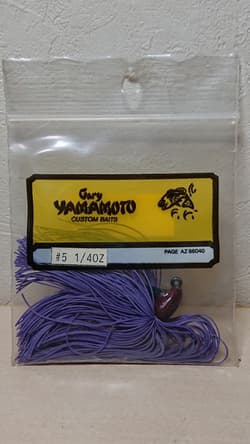 Gary
YAMAMOTO
CUSTOM BAITS
#5 1/4OZ
PAGE AZ 86040